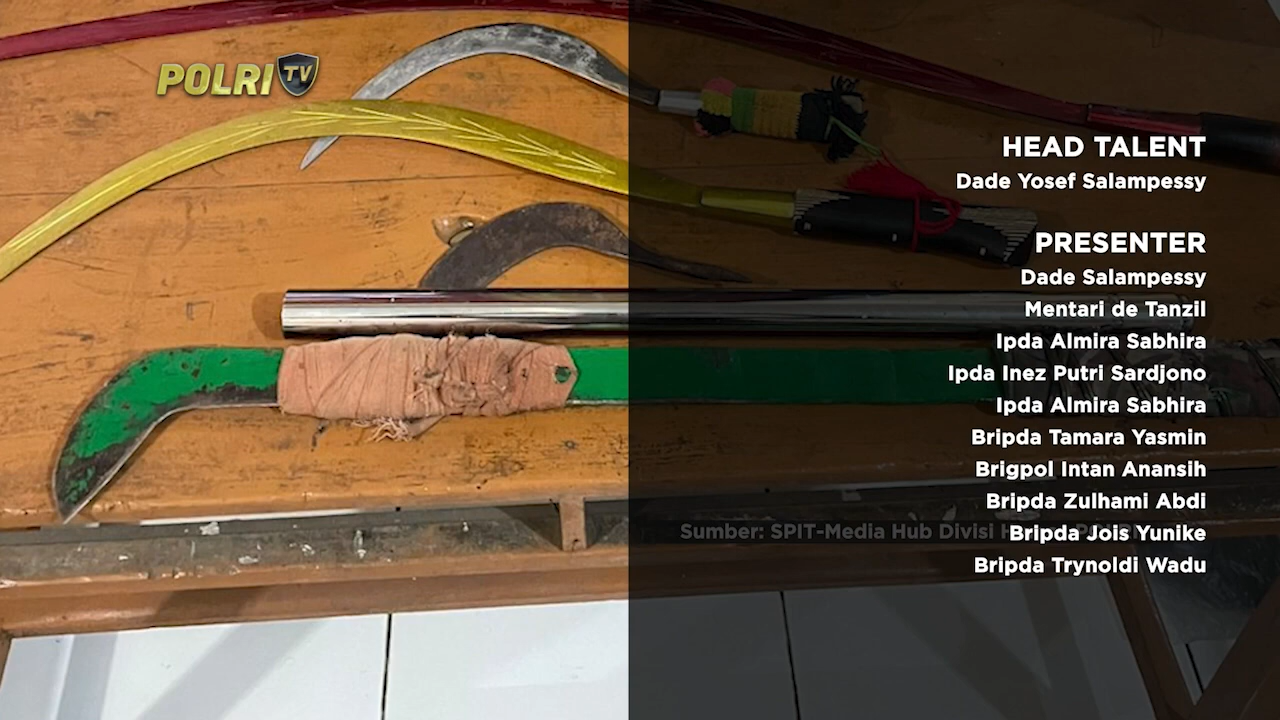 POLRI TV
HEAD TALENT
Dade Yosef Salampessy
PRESENTER
Dade Salampessy
Mentari de Tanzil
Ipda Almira Sabhira
Ipda Inez Putri Sardjono
Ipda Almira Sabhira
Bripda Tamara Yasmin
Brigpol Intan Anansih
Bripda Zulhami Abdi
Sumber: SPIT-Media Hub Divisi
Bripda Jois Yunike
Bripda Trynoldi Wadu